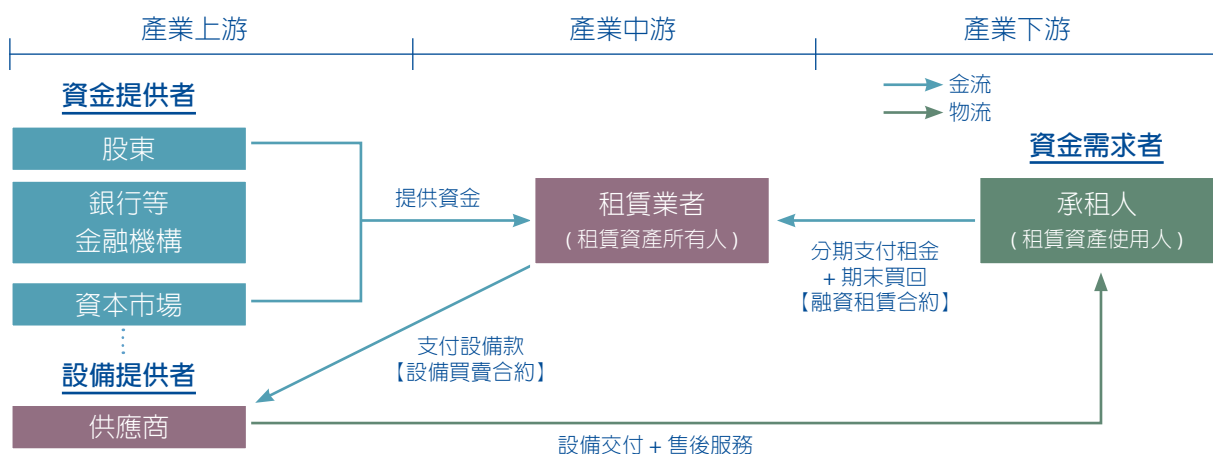 產業上游
產業中游
產業下游
金流
物流
資金提供者
股東
銀行等
金融機構
資本市場
設備提供者
供應商
提供資金
租賃業者
(租賃資產所有人)
支付設備款
【設備買賣合約】
資金需求者
承租人
(租賃資產使用人)
分期支付租金
+ 期末買回
【融資租賃合約】
設備交付 + 售後服務